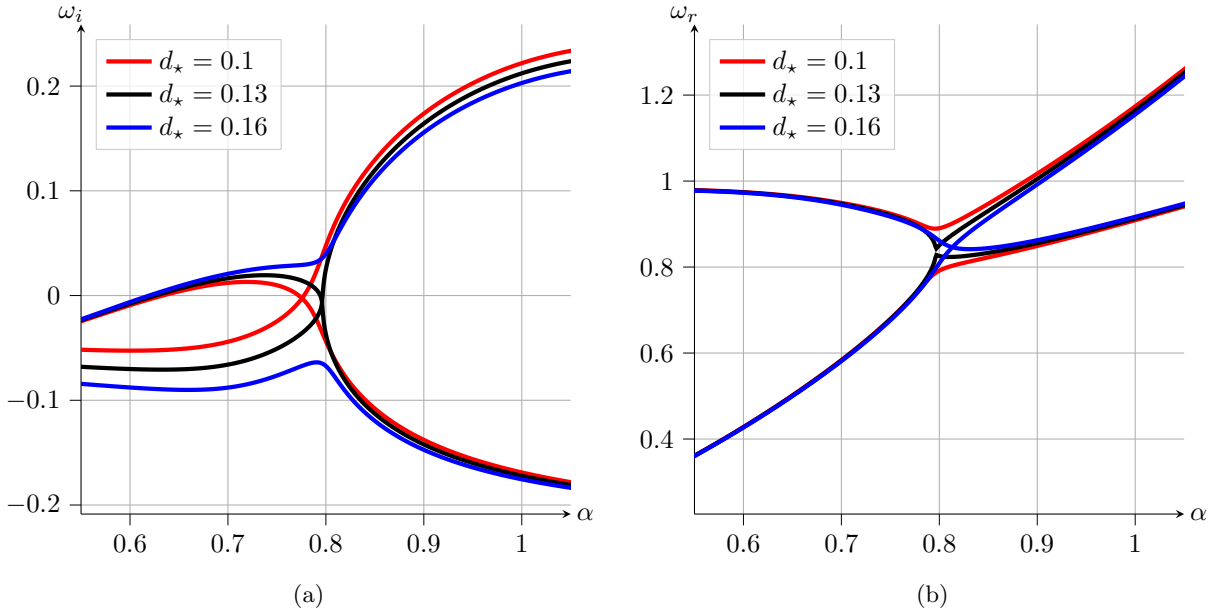 ω_i
d⋆ = 0.1
d⋆ = 0.13
d⋆ = 0.16
0.2
0.1
0
−0.1
−0.2
0.6 0.7 0.8 0.9 1
α
(a)
ω_r
d⋆ = 0.1
d⋆ = 0.13
d⋆ = 0.16
1.2
1
0.8
0.6
0.4
0.6 0.7 0.8 0.9 1
α
(b)